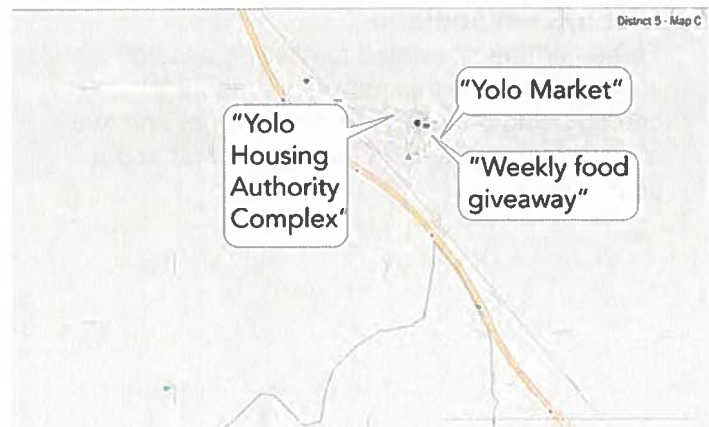 District 5 - Map C
"Yolo Market"
"Yolo
Housing
Authority
Complex"
"Weekly food
giveaway"